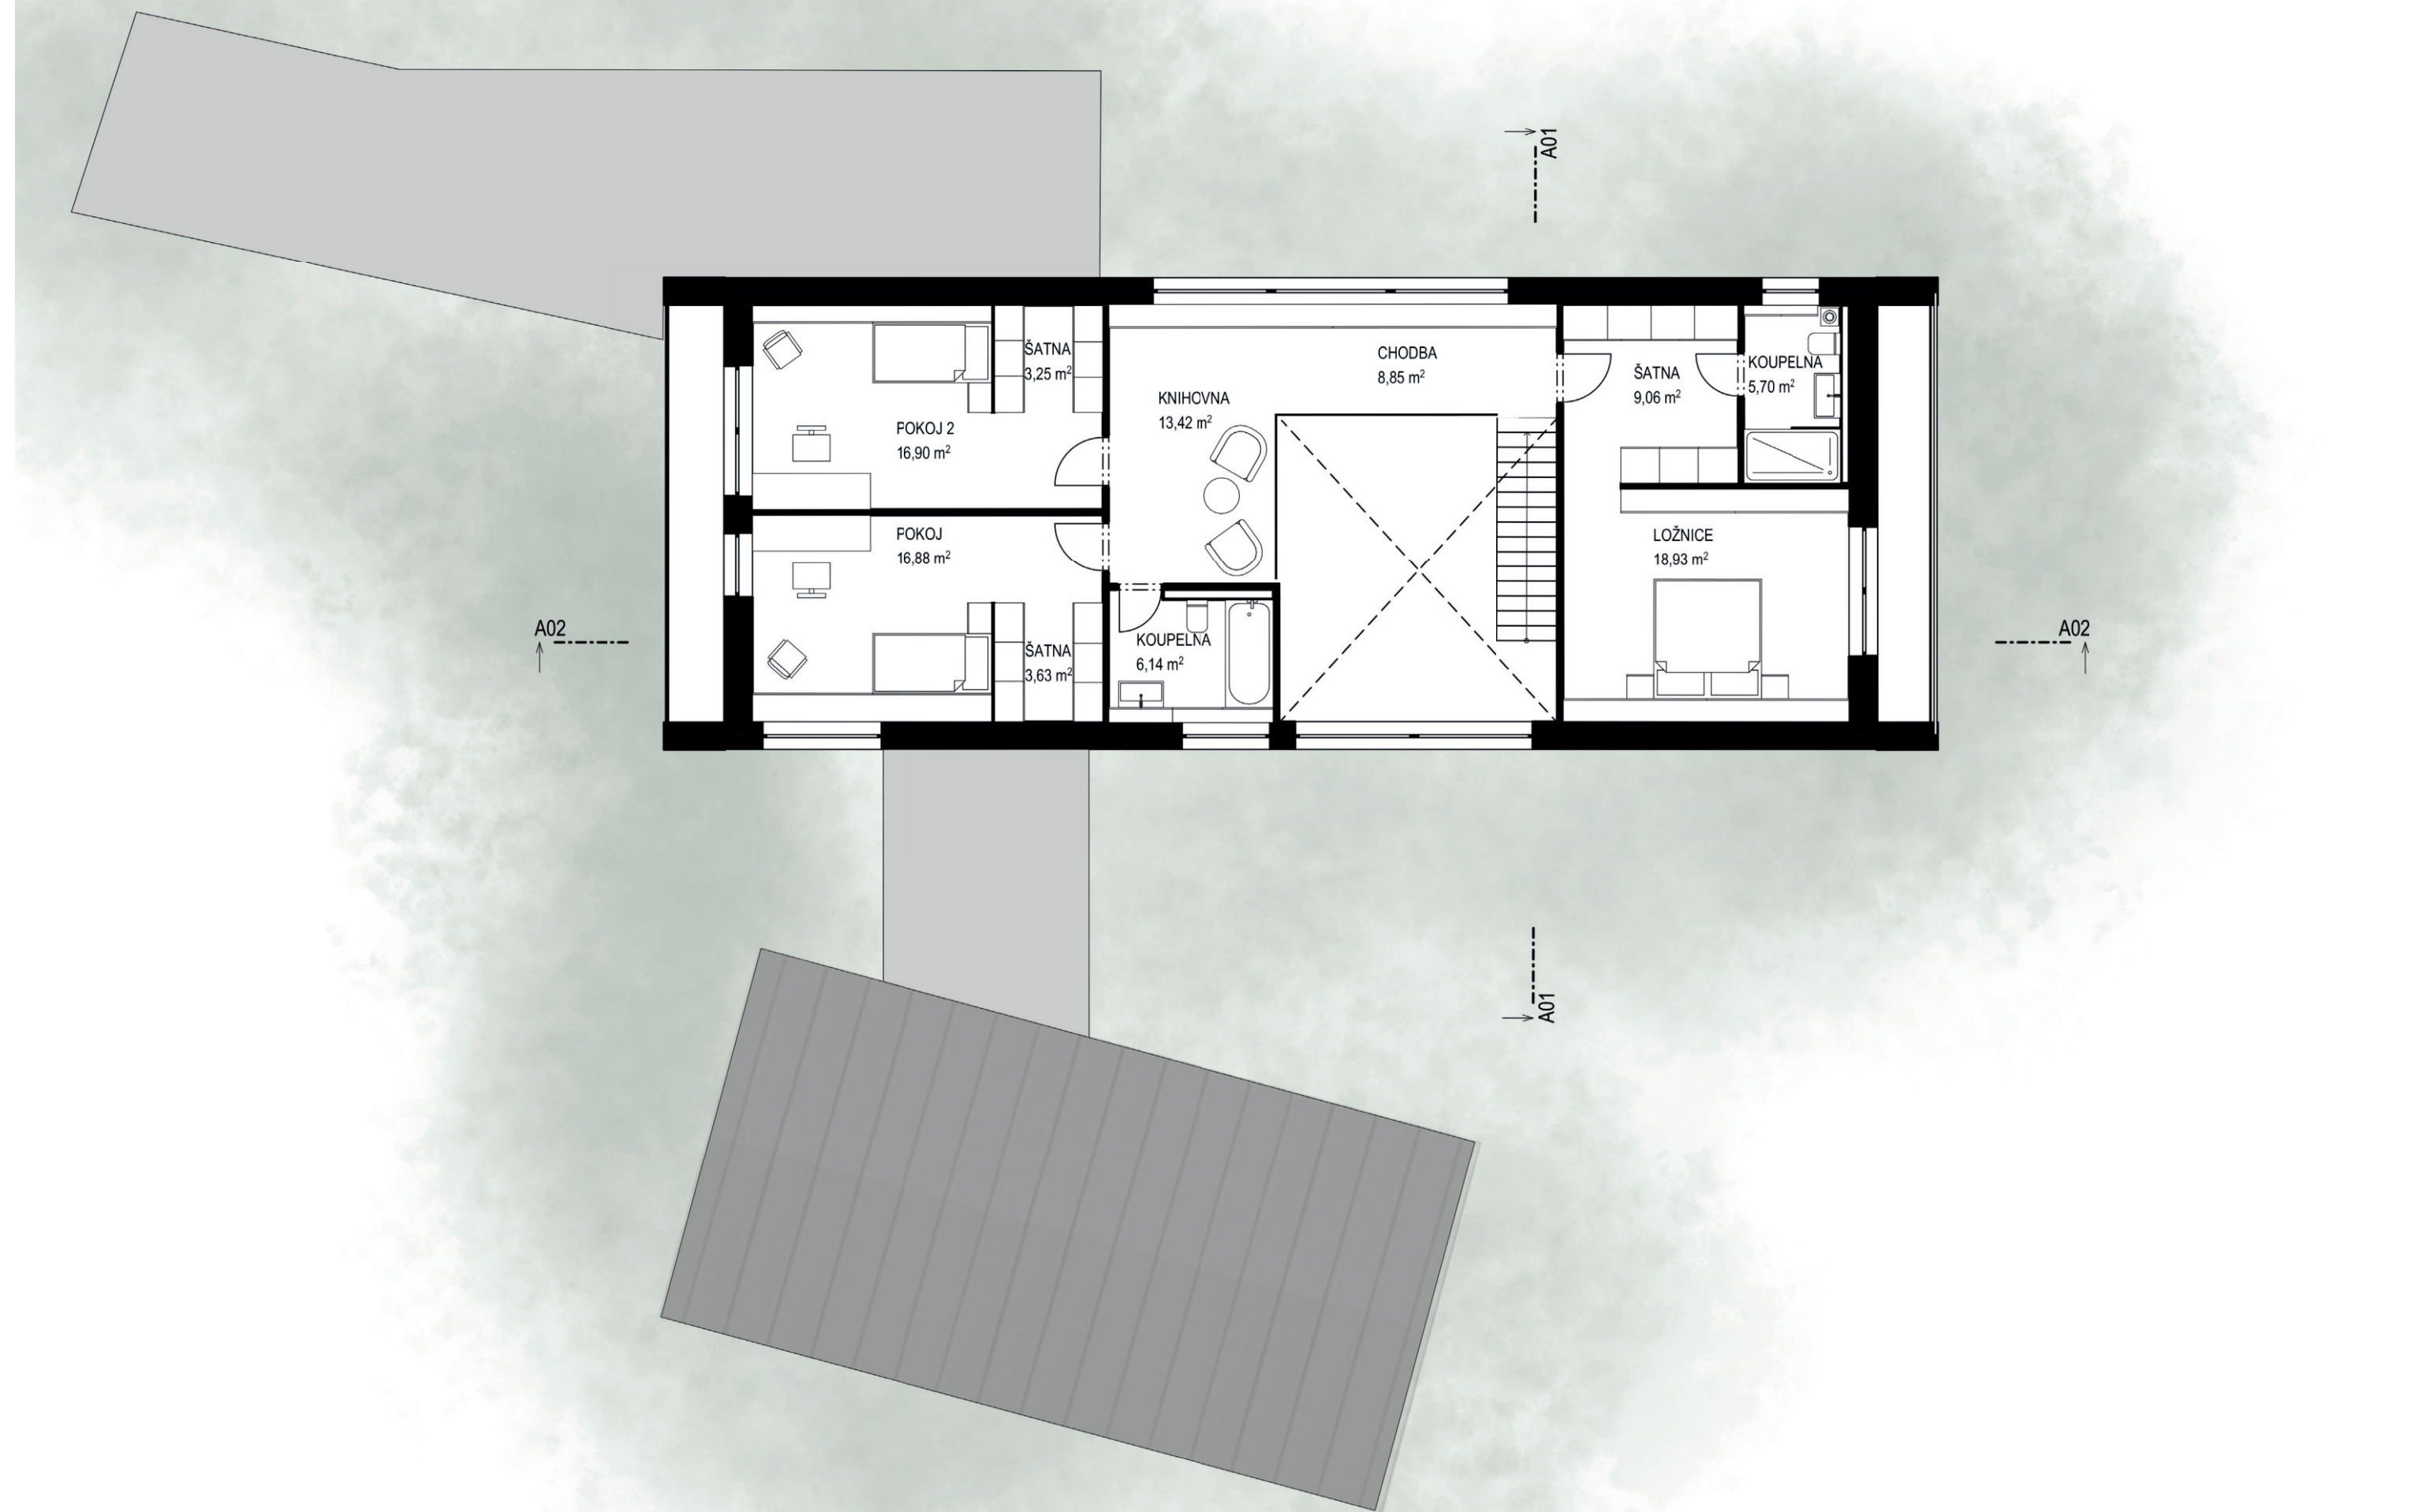 A01
ŠATNA
3,25 m²
CHODBA
8,85 m²
KOUPELNA
5,70 m²
ŠATNA
9,06 m²
KNIHOVNA
13,42 m²
POKOJ 2
16,90 m²
POKOJ
16,88 m²
LOŽNICE
18,93 m²
A02
A02
KOUPELNA
6,14 m²
ŠATNA
3,63 m²
A01